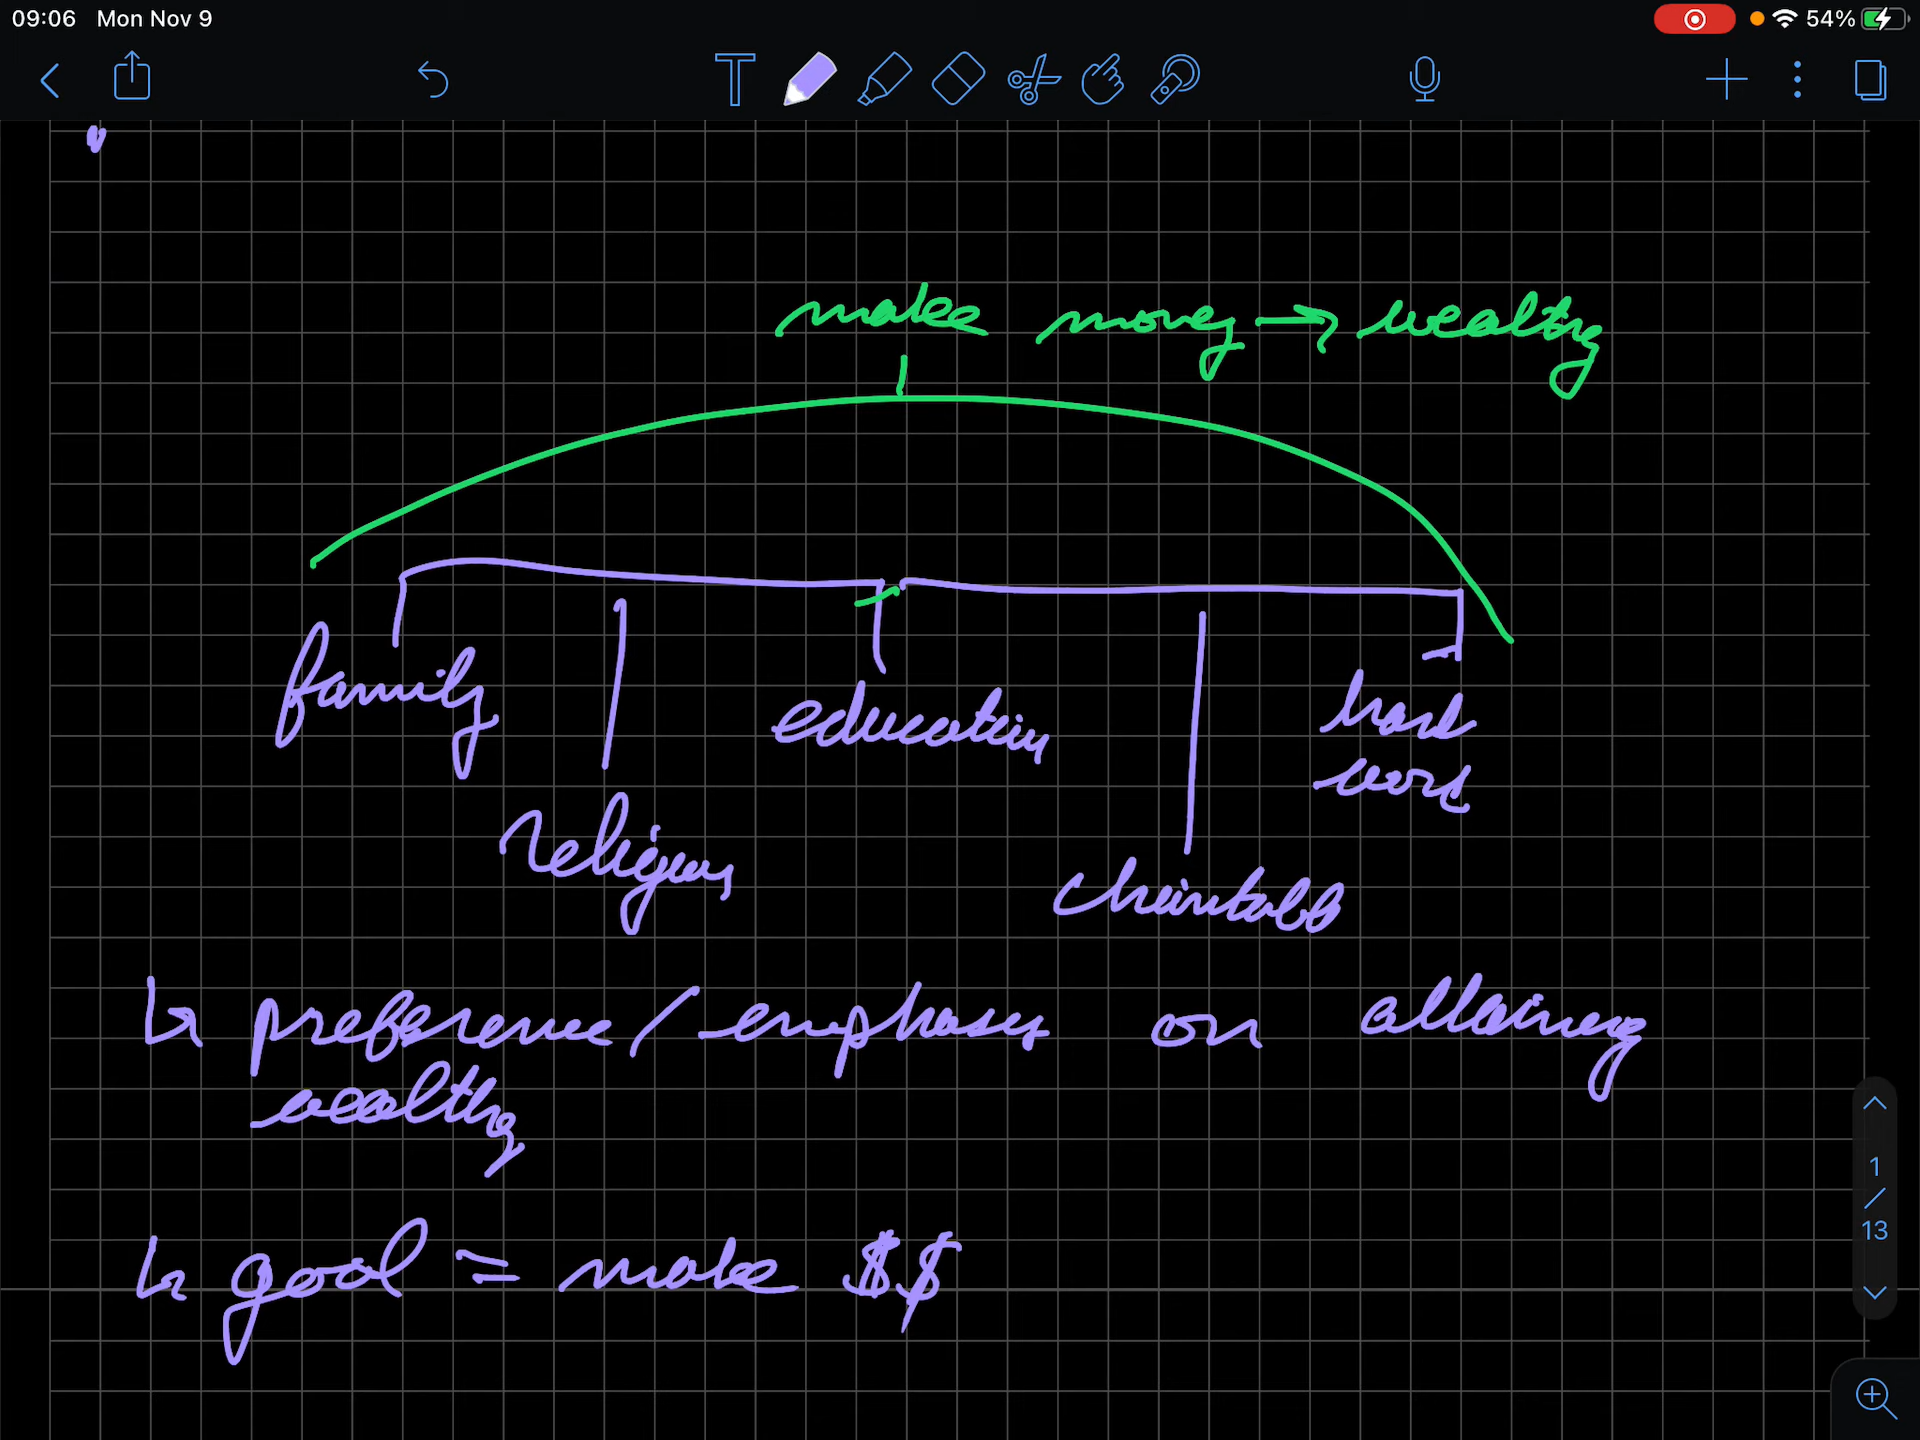 09:06 Mon Nov 9
54%
make money → wealthy
family
education
hard
work
religious
charitable
↳ preference/emphasis on attaining
wealthy
↳ goal = make $$
1
/
13